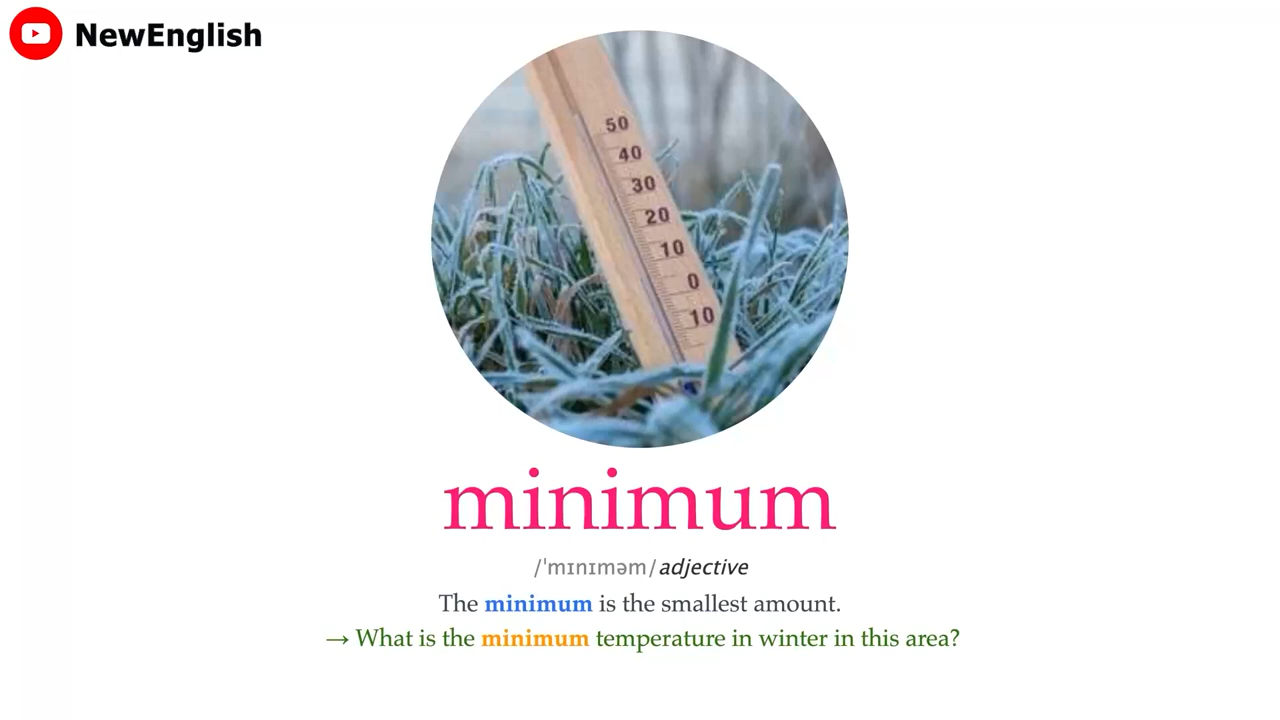 NewEnglish
50
40
30
20
10
0
10
minimum
/ˈmɪnɪməm/adjective
The minimum is the smallest amount.
→ What is the minimum temperature in winter in this area?